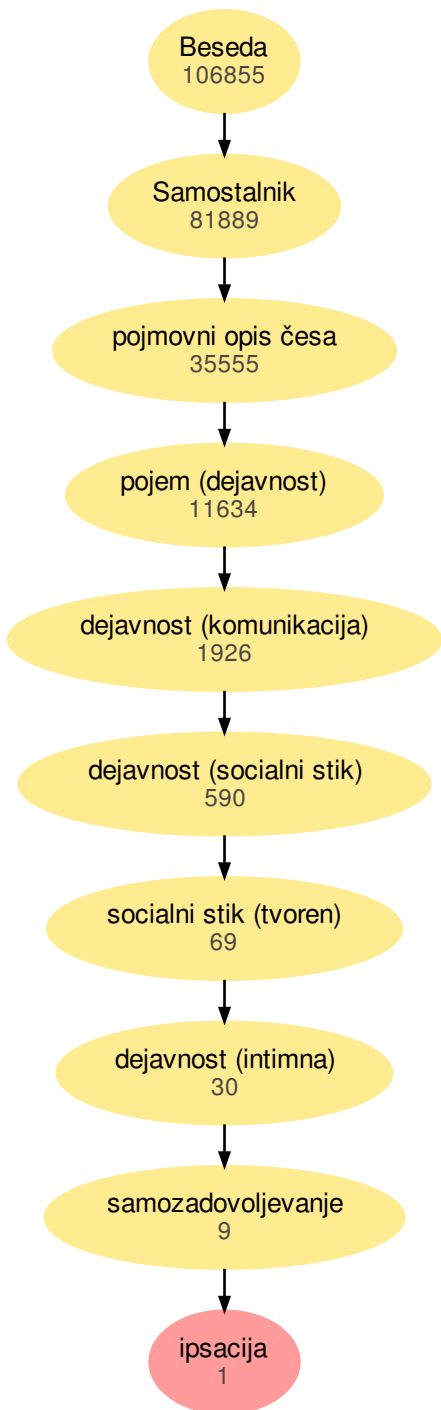 Beseda
106855
Samostalnik
81889
pojmovni opis česa
35555
pojem (dejavnost)
11634
dejavnost (komunikacija)
1926
dejavnost (socialni stik)
590
socialni stik (tvoren)
69
dejavnost (intimna)
30
samozadovoljevanje
9
ipsacija
1